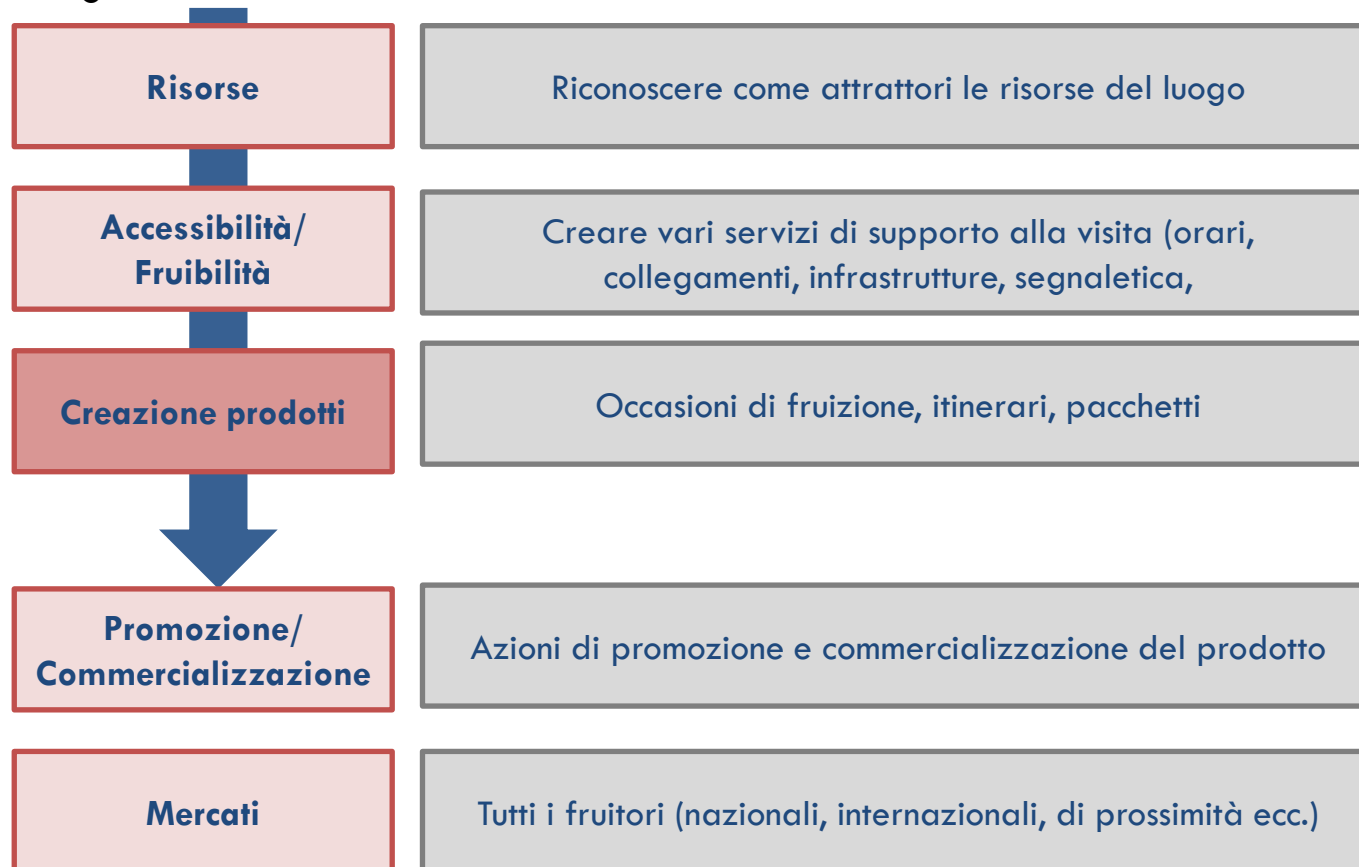 Risorse
Riconoscere come attrattori le risorse del luogo
Accessibilità/
Fruibilità
Creare vari servizi di supporto alla visita (orari,
collegamenti, infrastrutture, segnaletica,
Creazione prodotti
Occasioni di fruizione, itinerari, pacchetti
Promozione/
Commercializzazione
Azioni di promozione e commercializzazione del prodotto
Mercati
Tutti i fruitori (nazionali, internazionali, di prossimità ecc.)